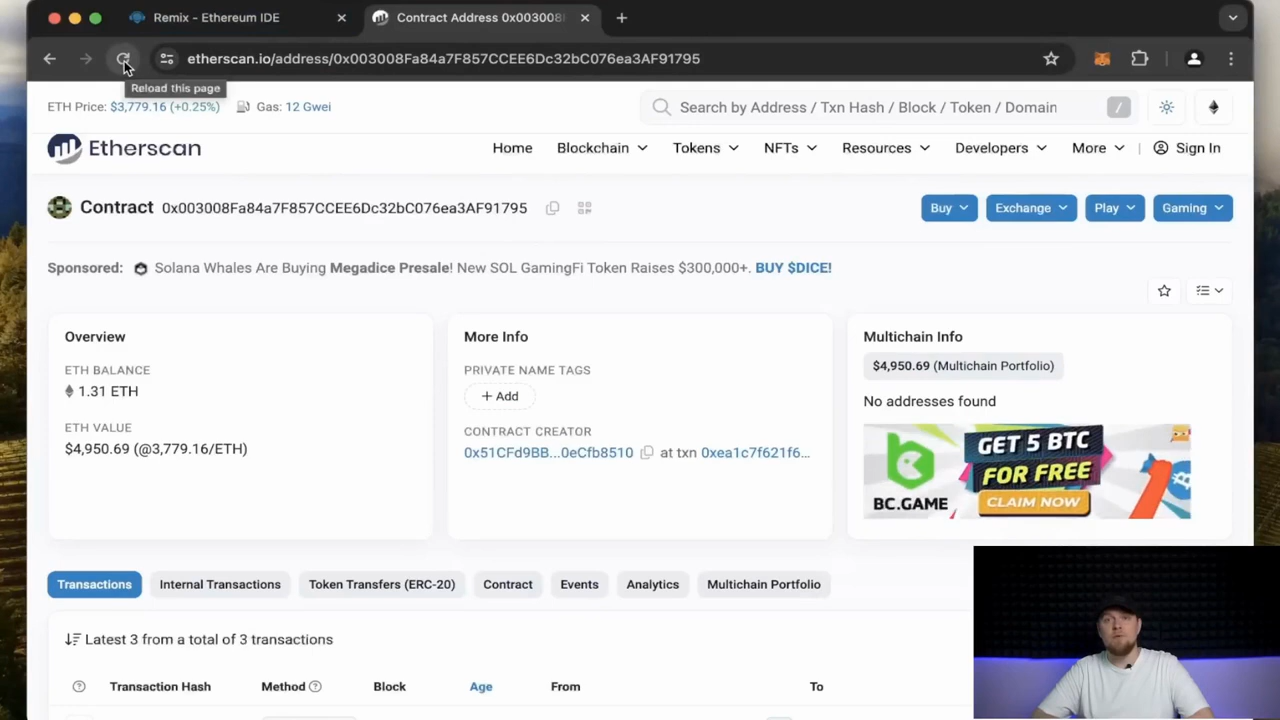 Remix - Ethereum IDE
Contract Address 0x003008
etherscan.io/address/0x003008Fa84a7F857CCEE6Dc32bC076ea3AF91795
Reload this page
ETH Price: $3,779.16 (+0.25%) Gas: 12 Gwei
Search by Address / Txn Hash / Block / Token / Domain /
Etherscan
Home Blockchain Tokens NFTs Resources Developers More Sign In
Contract 0x003008Fa84a7F857CCEE6Dc32bC076ea3AF91795
Buy Exchange Play Gaming
Sponsored: Solana Whales Are Buying Megadice Presale! New SOL GamingFi Token Raises $300,000+. BUY $DICE!
Overview
ETH BALANCE
1.31 ETH
ETH VALUE
$4,950.69 (@3,779.16/ETH)
More Info
PRIVATE NAME TAGS
+ Add
CONTRACT CREATOR
0x51CFd9BB...0eCfb8510 at txn 0xea1c7f621f6...
Multichain Info
$4,950.69 (Multichain Portfolio)
No addresses found
GET 5 BTC
FOR FREE
CLAIM NOW
BC.GAME
Transactions Internal Transactions Token Transfers (ERC-20) Contract Events Analytics Multichain Portfolio
Latest 3 from a total of 3 transactions
Transaction Hash Method Block Age From To